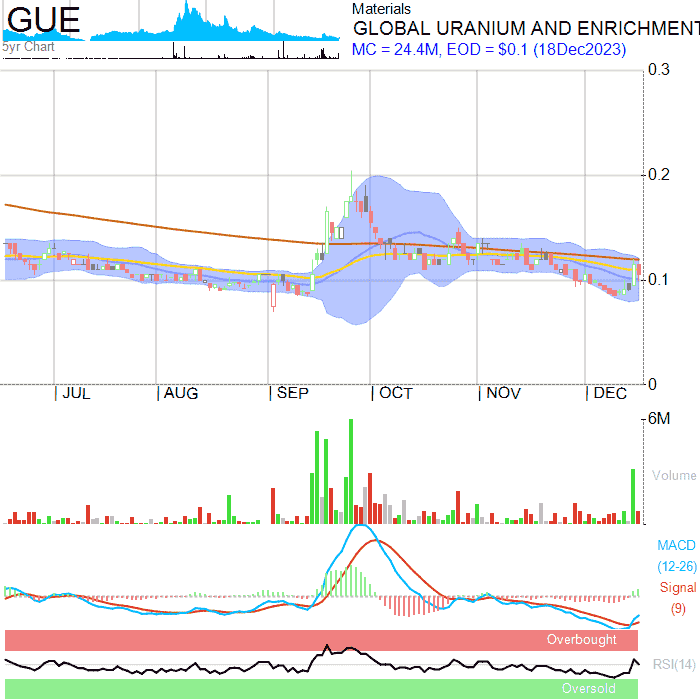 GUE
5yr Chart
Materials
GLOBAL URANIUM AND ENRICHMENT
MC = 24.4M, EOD = $0.1 (18Dec2023)
0.3
0.2
0.1
0
JUL AUG SEP OCT NOV DEC
6M
Volume
MACD
(12-26)
Signal
(9)
Overbought
RSI(14)
Oversold